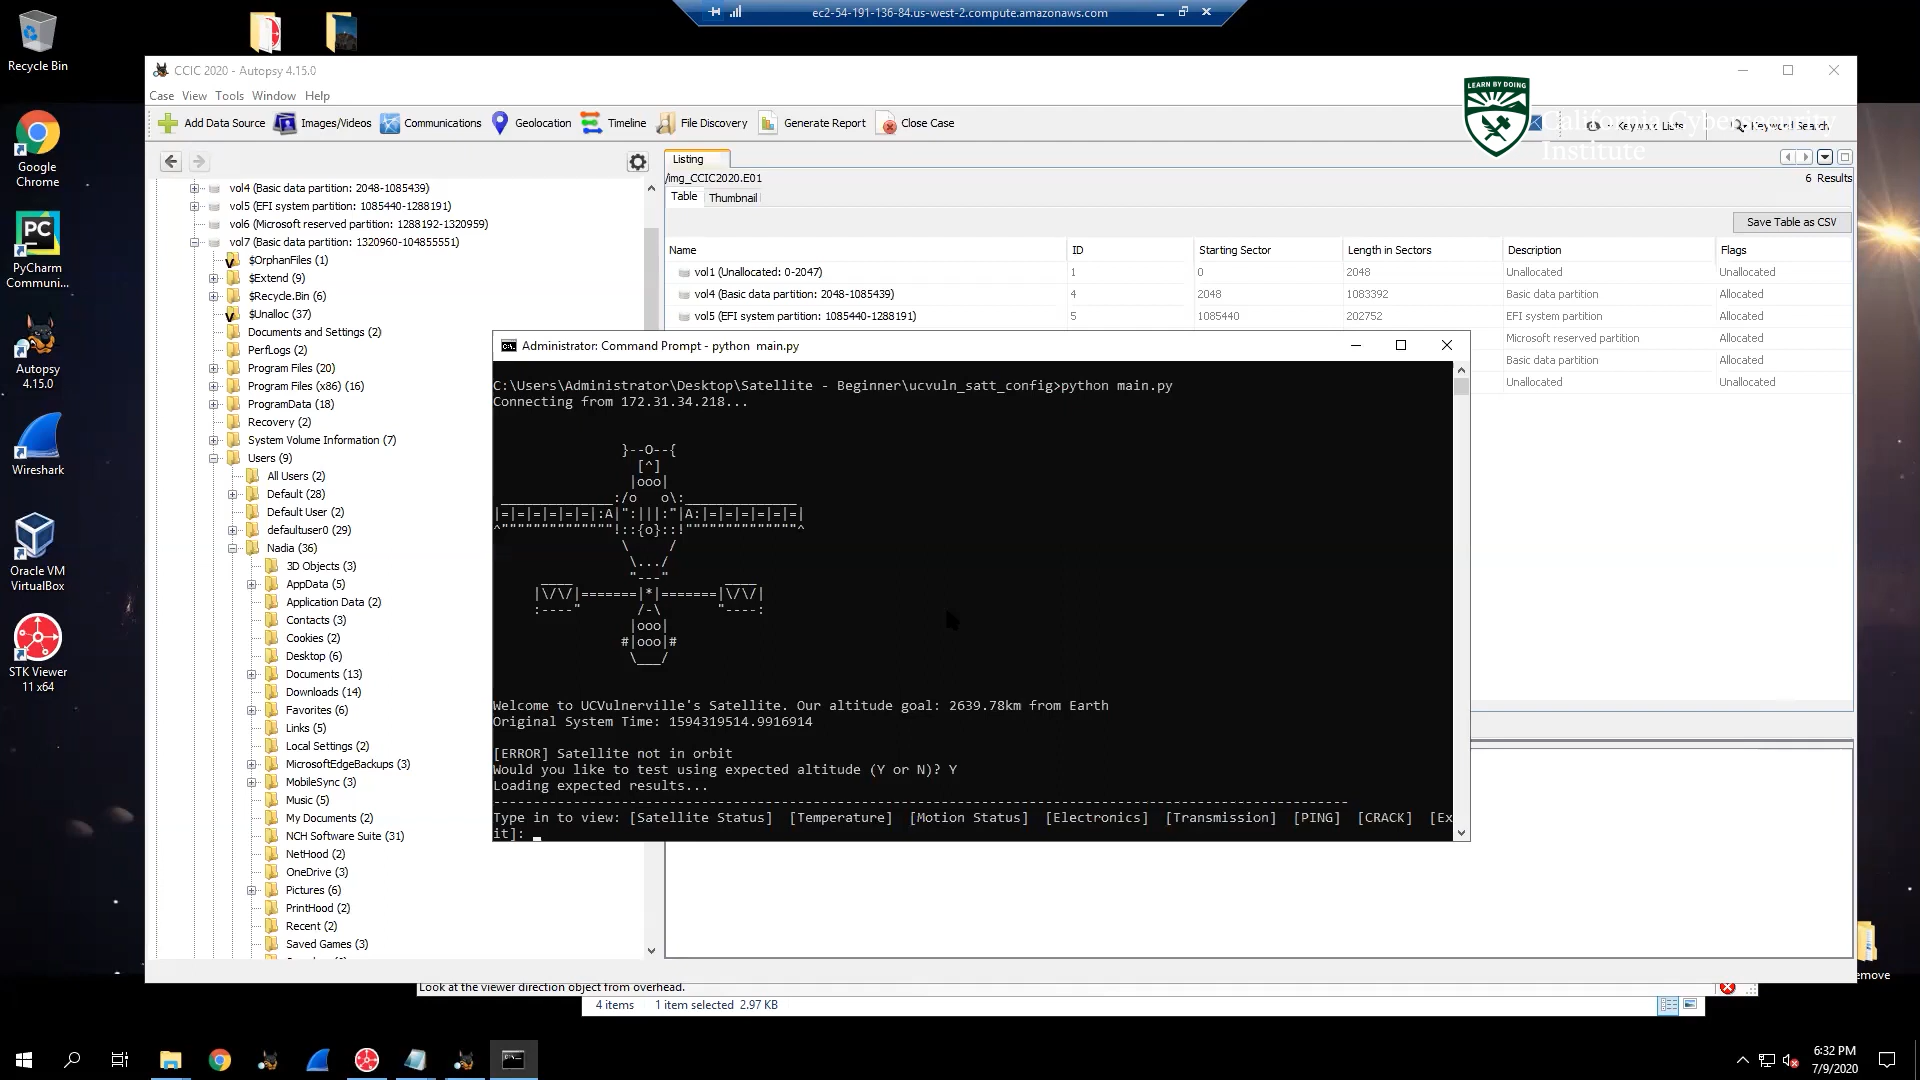 ec2-54-191-136-84.us-west-2.compute.amazonaws.com
Recycle Bin
Google Chrome
PyCharm Communi...
Autopsy 4.15.0
Wireshark
Oracle VM VirtualBox
STK Viewer 11 x64
CCIC 2020 - Autopsy 4.15.0
Case View Tools Window Help
Add Data Source Images/Videos Communications Geolocation Timeline File Discovery Generate Report Close Case Keyword Lists Keyword Search
LEARN BY DOING
California Cybersecurity
Institute
vol4 (Basic data partition: 2048-1085439)
vol5 (EFI system partition: 1085440-1288191)
vol6 (Microsoft reserved partition: 1288192-1320959)
vol7 (Basic data partition: 1320960-104855551)
$OrphanFiles (1)
$Extend (9)
$Recycle.Bin (6)
$Unalloc (37)
Documents and Settings (2)
PerfLogs (2)
Program Files (20)
Program Files (x86) (16)
ProgramData (18)
Recovery (2)
System Volume Information (7)
Users (9)
All Users (2)
Default (28)
Default User (2)
defaultuser0 (29)
Nadia (36)
3D Objects (3)
AppData (5)
Application Data (2)
Contacts (3)
Cookies (2)
Desktop (6)
Documents (13)
Downloads (14)
Favorites (6)
Links (5)
Local Settings (2)
MicrosoftEdgeBackups (3)
MobileSync (3)
Music (5)
My Documents (2)
NCH Software Suite (31)
NetHood (2)
OneDrive (3)
Pictures (6)
PrintHood (2)
Recent (2)
Saved Games (3)
Listing
/img_CCIC2020.E01
6 Results
Table Thumbnail
Save Table as CSV
Name ID Starting Sector Length in Sectors Description Flags
vol1 (Unallocated: 0-2047) 1 0 2048 Unallocated Unallocated
vol4 (Basic data partition: 2048-1085439) 4 2048 1083392 Basic data partition Allocated
vol5 (EFI system partition: 1085440-1288191) 5 1085440 202752 EFI system partition Allocated
Microsoft reserved partition Allocated
Basic data partition Allocated
Unallocated Unallocated
Administrator: Command Prompt - python  main.py
C:\Users\Administrator\Desktop\Satellite - Beginner\ucvuln_satt_config>python main.py
Connecting from 172.31.34.218...
}--O--{
[^]
|ooo|
______________:/o   o\:______________
|=|=|=|=|=|=|:A|":|||:"|A:|=|=|=|=|=|=|
^""""""""""""""!::{o}::!""""""""""""""^
\     /
\.../
____       "---"       ____
|\/\/|=======|*|=======|\/\/|
:----"       /-\       "----:
|ooo|
#|ooo|#
\___/
Welcome to UCVulnerville's Satellite. Our altitude goal: 2639.78km from Earth
Original System Time: 1594319514.9916914
[ERROR] Satellite not in orbit
Would you like to test using expected altitude (Y or N)? Y
Loading expected results...
-----------------------------------------------------------------------------------------------------------
Type in to view: [Satellite Status]  [Temperature]  [Motion Status]  [Electronics]  [Transmission]  [PING]  [CRACK]  [Ex
it]:
emove
Look at the viewer direction object from overhead.
4 items 1 item selected 2.97 KB
6:32 PM
7/9/2020